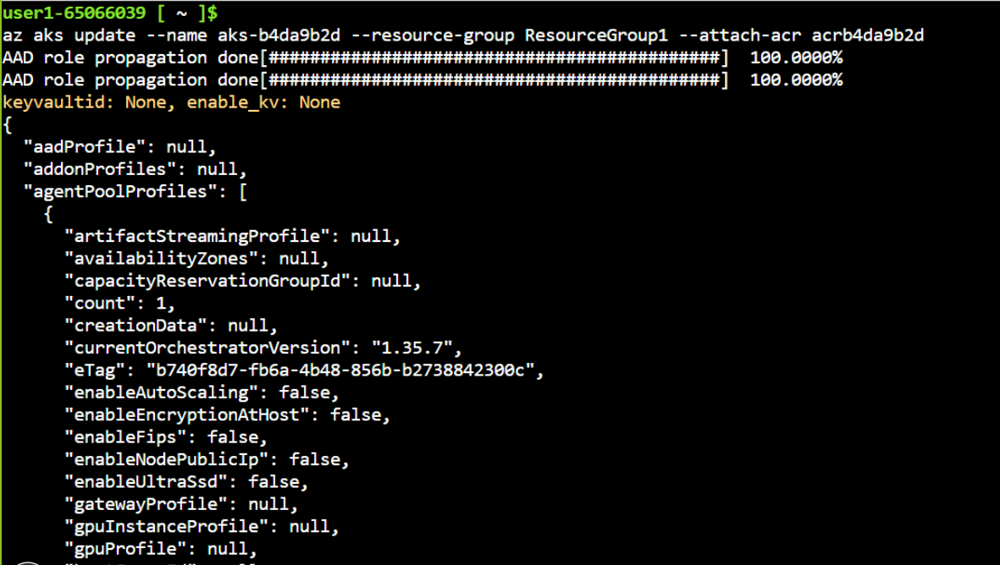 user1-65066039 [ ~ ]$
az aks update --name aks-b4da9b2d --resource-group ResourceGroup1 --attach-acr acrb4da9b2d
AAD role propagation done[############################################] 100.0000%
AAD role propagation done[############################################] 100.0000%
keyvaultid: None, enable_kv: None
{
"aadProfile": null,
"addonProfiles": null,
"agentPoolProfiles": [
{
"artifactStreamingProfile": null,
"availabilityZones": null,
"capacityReservationGroupId": null,
"count": 1,
"creationData": null,
"currentOrchestratorVersion": "1.35.7",
"eTag": "b740f8d7-fb6a-4b48-856b-b2738842300c",
"enableAutoScaling": false,
"enableEncryptionAtHost": false,
"enableFips": false,
"enableNodePublicIp": false,
"enableUltraSsd": false,
"gatewayProfile": null,
"gpuInstanceProfile": null,
"gpuProfile": null,